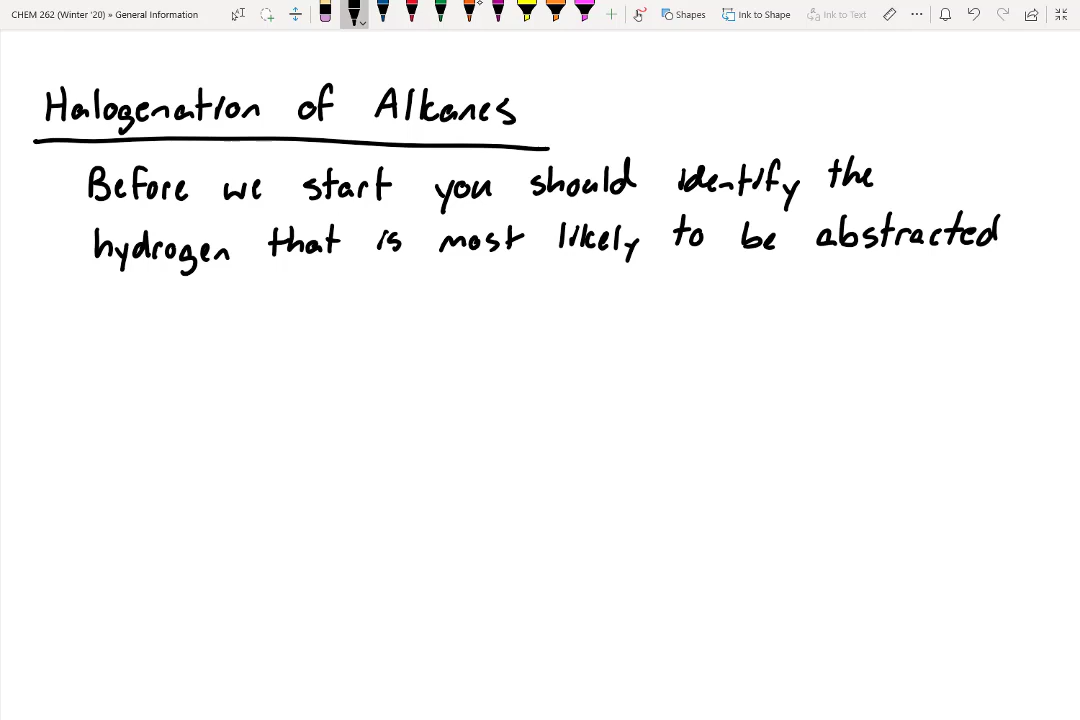 CHEM 262 (Winter '20) » General Information
Shapes
Ink to Shape
Ink to Text
Halogenation of Alkanes
Before we start you should identify the
hydrogen that is most likely to be abstracted